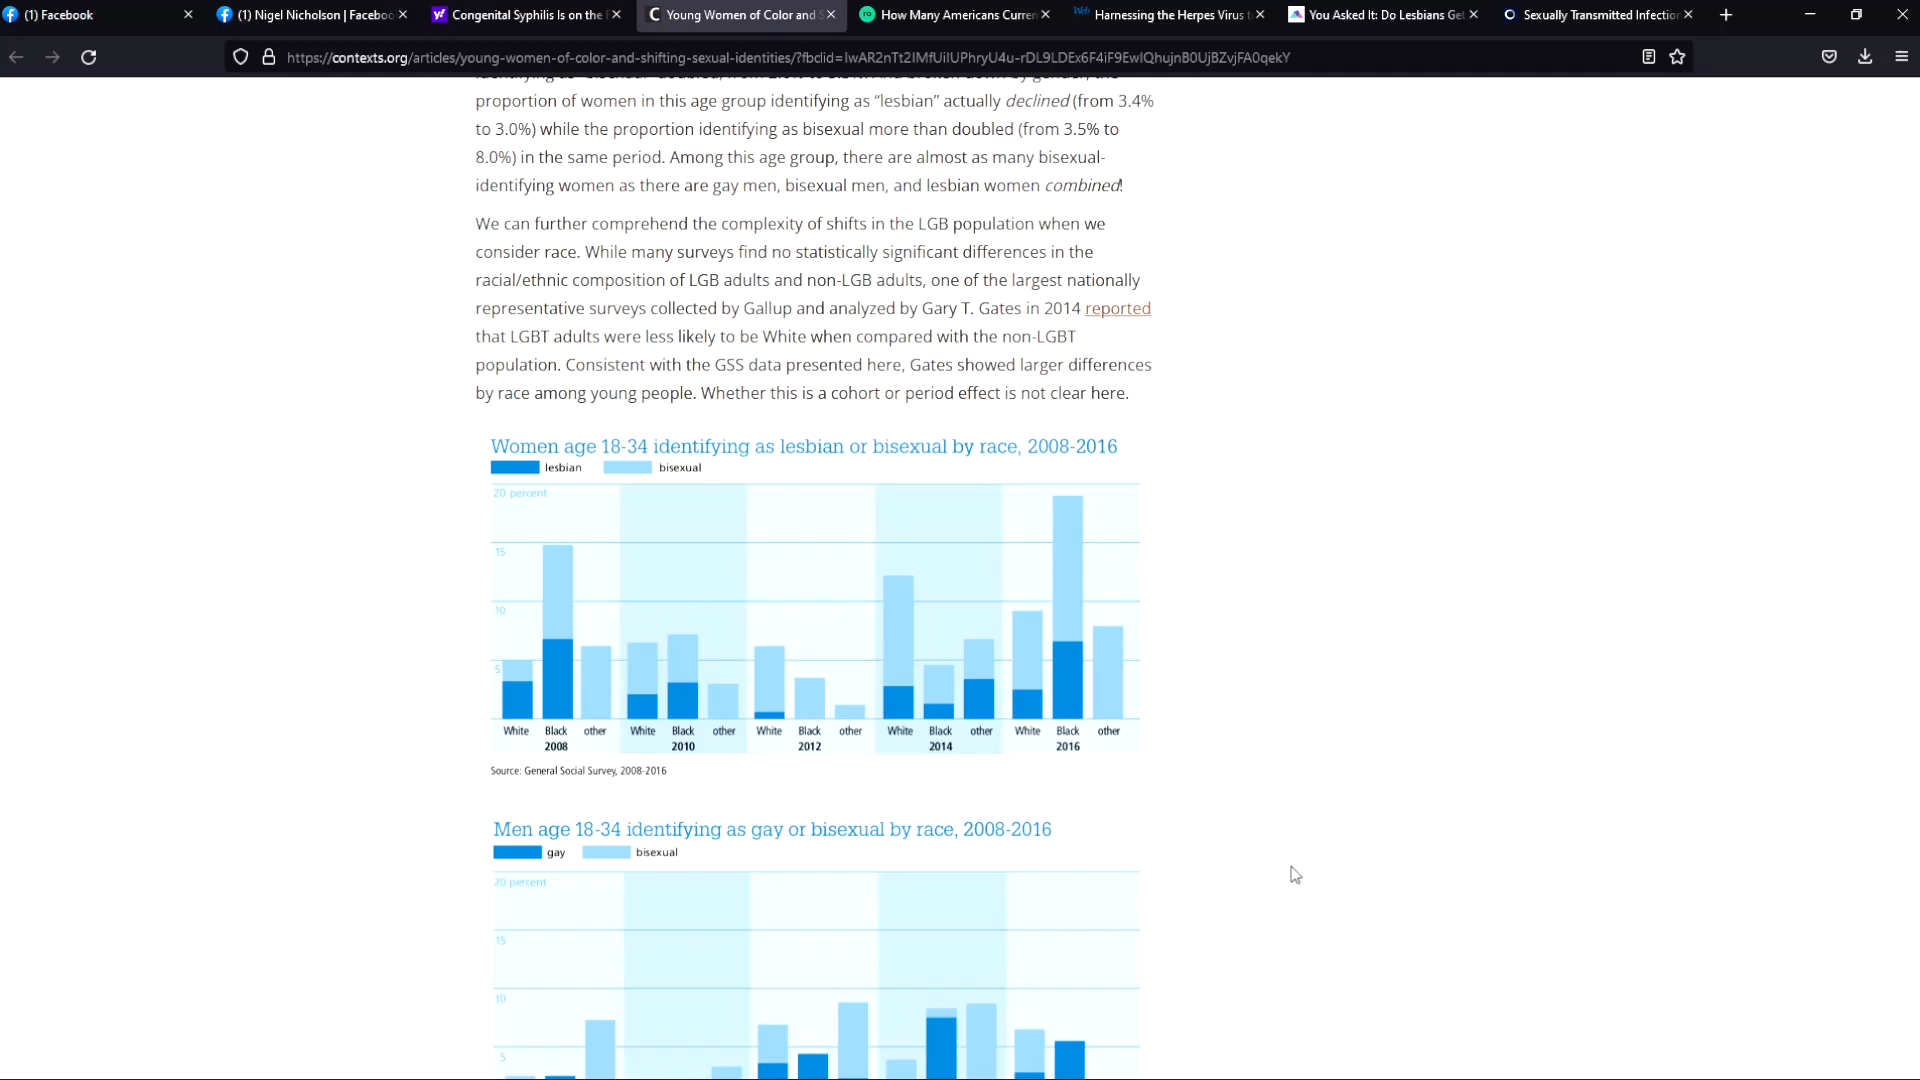 (1) Facebook
(1) Nigel Nicholson | Faceboo
Congenital Syphilis Is on the
Young Women of Color and S
How Many Americans Curren
Harnessing the Herpes Virus t
You Asked It: Do Lesbians Get
Sexually Transmitted Infection
https://contexts.org/articles/young-women-of-color-and-shifting-sexual-identities/?fbclid=IwAR2nTt2IMfUiIUPhryU4u-rDL9LDEx6F4iF9EwIQhujnB0UjBZvjFA0qekY
proportion of women in this age group identifying as “lesbian” actually declined (from 3.4%
to 3.0%) while the proportion identifying as bisexual more than doubled (from 3.5% to
8.0%) in the same period. Among this age group, there are almost as many bisexual-
identifying women as there are gay men, bisexual men, and lesbian women combined!
We can further comprehend the complexity of shifts in the LGB population when we
consider race. While many surveys find no statistically significant differences in the
racial/ethnic composition of LGB adults and non-LGB adults, one of the largest nationally
representative surveys collected by Gallup and analyzed by Gary T. Gates in 2014 reported
that LGBT adults were less likely to be White when compared with the non-LGBT
population. Consistent with the GSS data presented here, Gates showed larger differences
by race among young people. Whether this is a cohort or period effect is not clear here.
Women age 18-34 identifying as lesbian or bisexual by race, 2008-2016
lesbian bisexual
20 percent
15
10
5
White Black other White Black other White Black other White Black other White Black other
2008 2010 2012 2014 2016
Source: General Social Survey, 2008-2016
Men age 18-34 identifying as gay or bisexual by race, 2008-2016
gay bisexual
20 percent
15
10
5